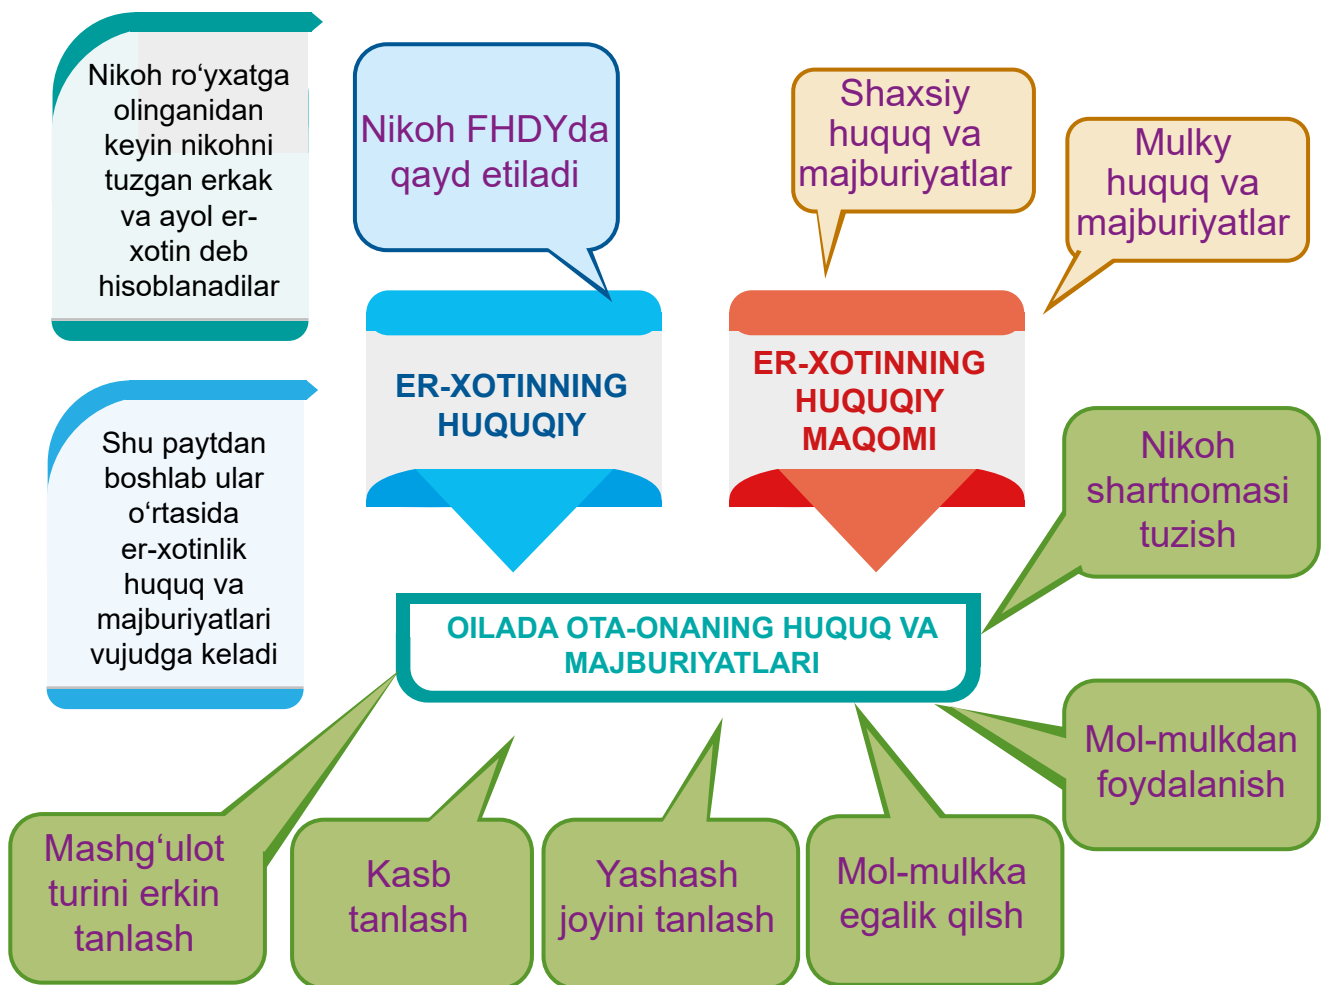 Nikoh ro‘yxatga
olinganidan
keyin nikohni
tuzgan erkak
va ayol er-
xotin deb
hisoblanadilar
Nikoh FHDYda
qayd etiladi
Shaxsiy
huquq va
majburiyatlar
Mulky
huquq va
majburiyatlar
ER-XOTINNING
HUQUQIY
ER-XOTINNING
HUQUQIY
MAQOMI
Shu paytdan
boshlab ular
o‘rtasida
er-xotinlik
huquq va
majburiyatlari
vujudga keladi
Nikoh
shartnomasi
tuzish
OILADA OTA-ONANING HUQUQ VA
MAJBURIYATLARI
Mol-mulkdan
foydalanish
Mashg‘ulot
turini erkin
tanlash
Kasb
tanlash
Yashash
joyini tanlash
Mol-mulkka
egalik qilsh